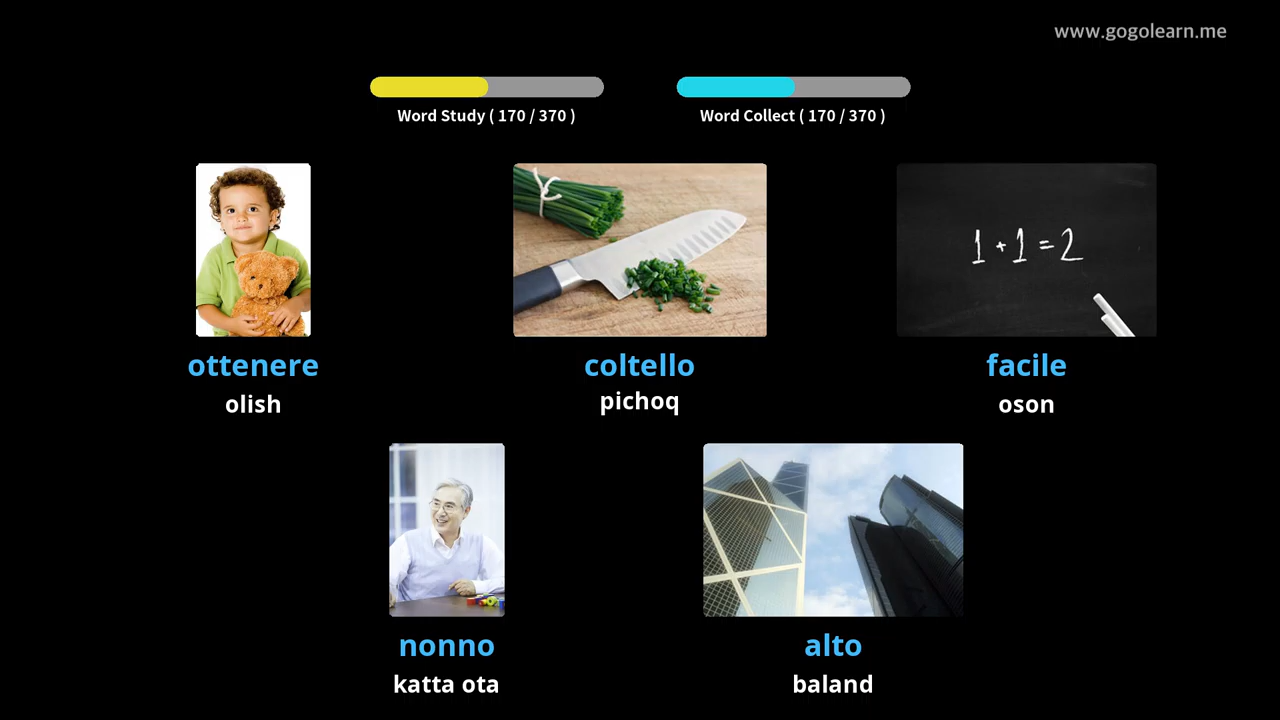 www.gogolearn.me
Word Study ( 170 / 370 )
Word Collect ( 170 / 370 )
1 + 1 = 2
ottenere
olish
coltello
pichoq
facile
oson
nonno
katta ota
alto
baland